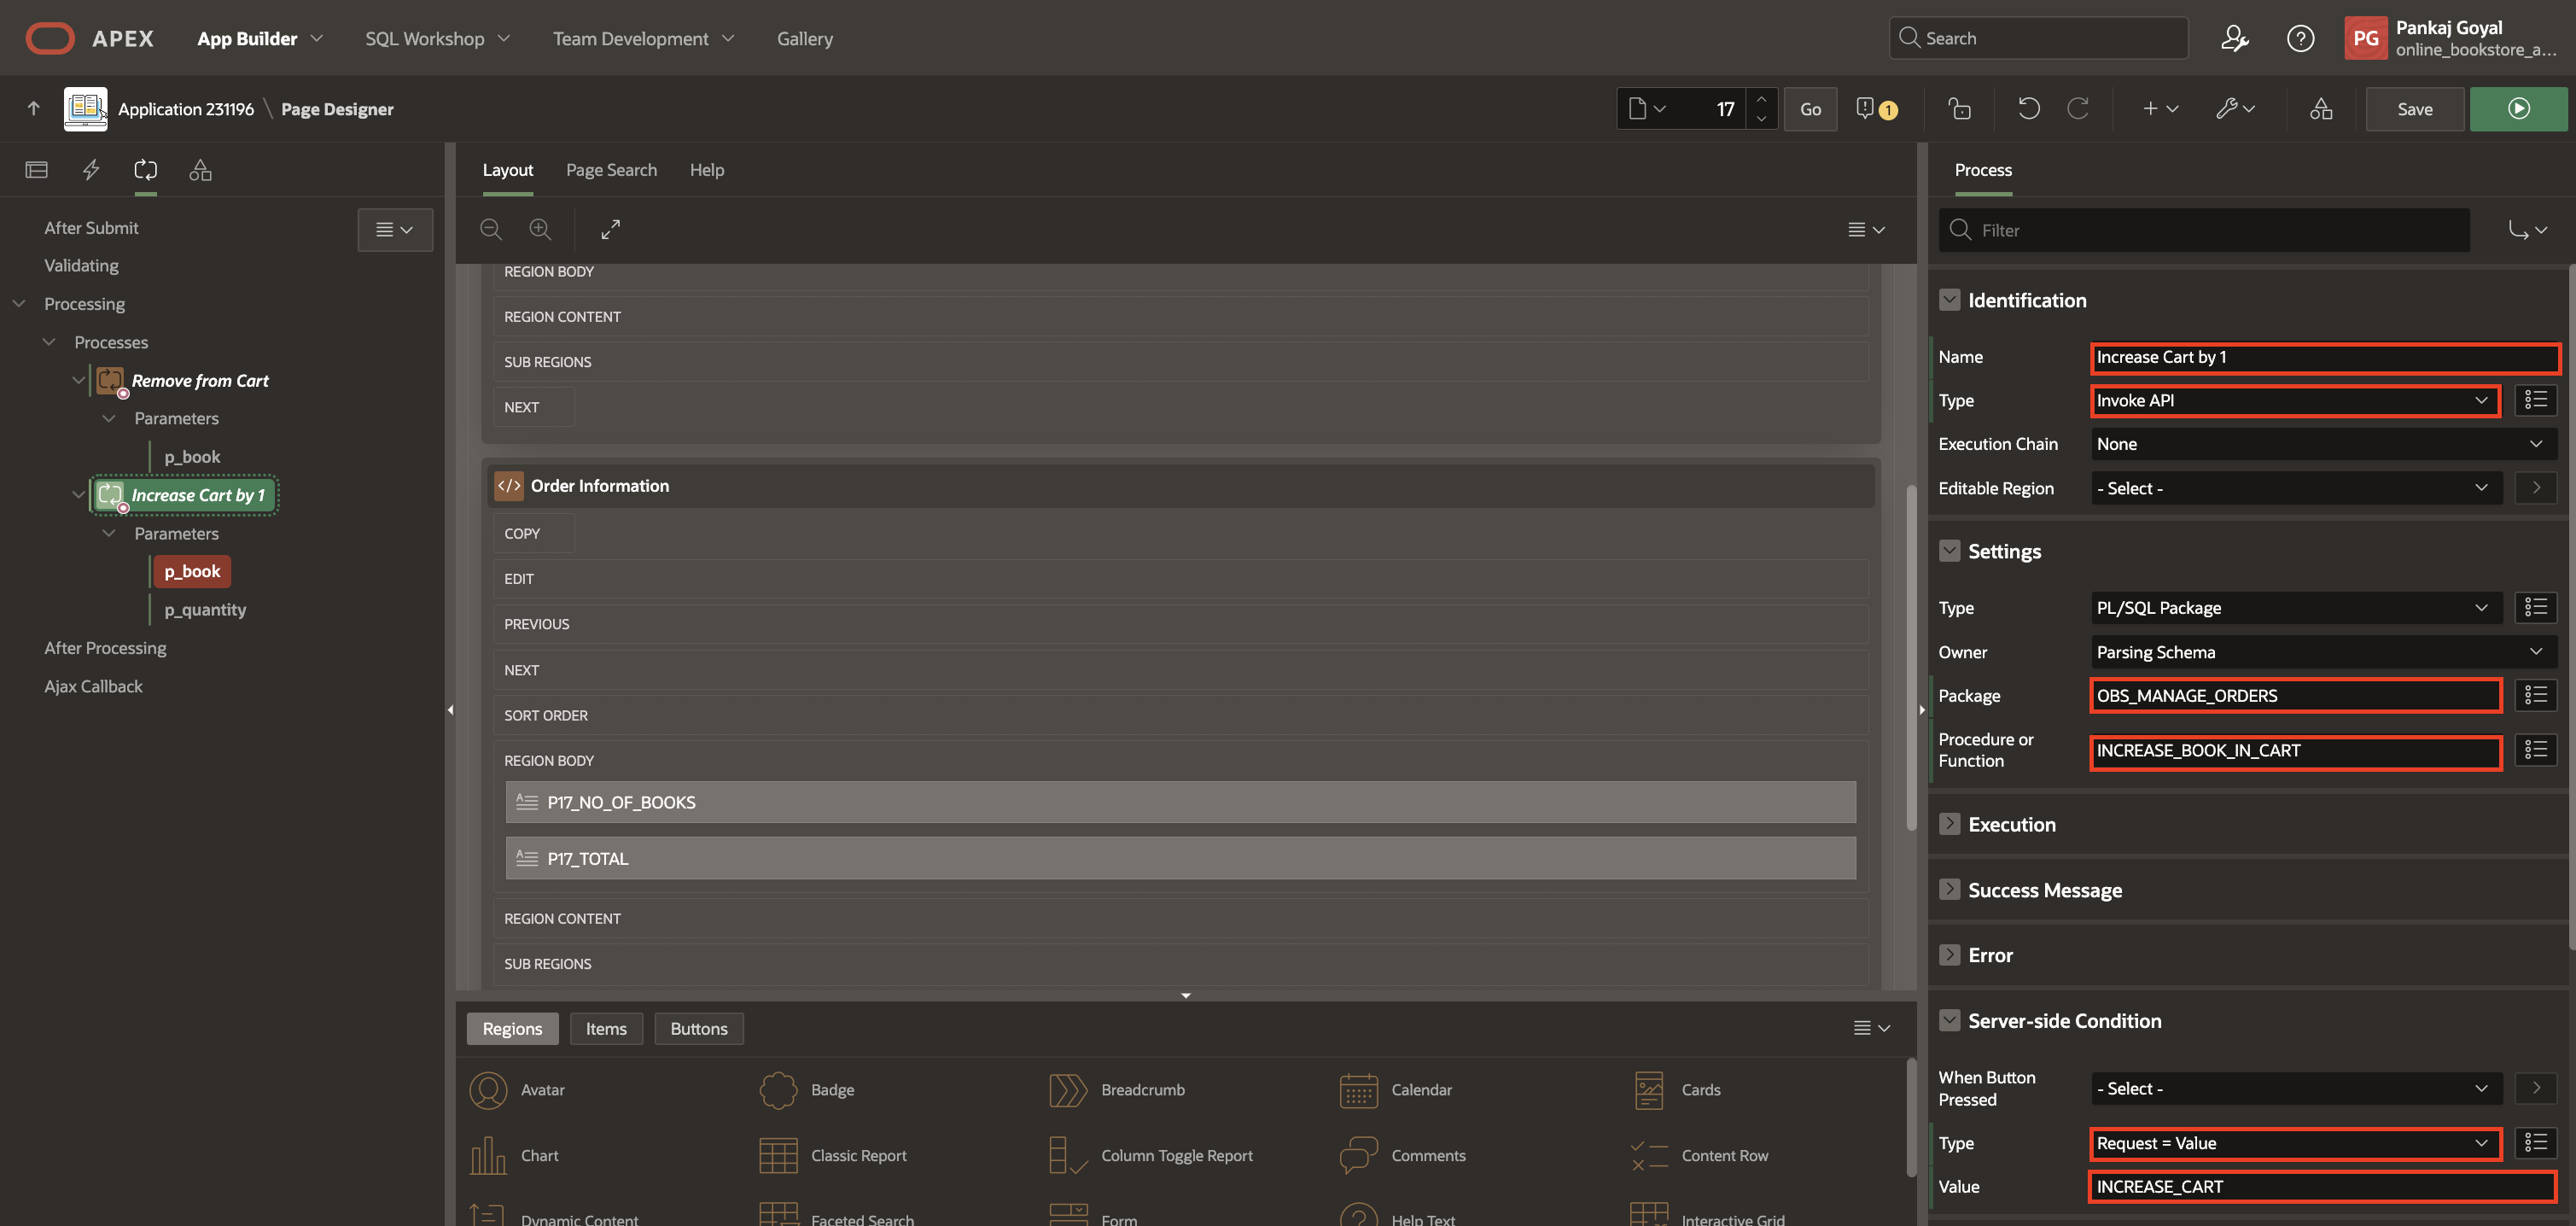 APEX
App Builder
SQL Workshop
Team Development
Gallery
Search
PG
Pankaj Goyal
online_bookstore_a...
Application 231196 \ Page Designer
17
Go
1
Save
After Submit
Validating
Processing
Processes
Remove from Cart
Parameters
p_book
Increase Cart by 1
Parameters
p_book
p_quantity
After Processing
Ajax Callback
Layout
Page Search
Help
REGION BODY
REGION CONTENT
SUB REGIONS
NEXT
</> Order Information
COPY
EDIT
PREVIOUS
NEXT
SORT ORDER
REGION BODY
P17_NO_OF_BOOKS
P17_TOTAL
REGION CONTENT
SUB REGIONS
Regions
Items
Buttons
Avatar
Badge
Breadcrumb
Calendar
Cards
Chart
Classic Report
Column Toggle Report
Comments
Content Row
Dynamic Content
Faceted Search
Form
Help Text
Interactive Grid
Process
Filter
Identification
Name
Increase Cart by 1
Type
Invoke API
Execution Chain
None
Editable Region
- Select -
Settings
Type
PL/SQL Package
Owner
Parsing Schema
Package
OBS_MANAGE_ORDERS
Procedure or
Function
INCREASE_BOOK_IN_CART
Execution
Success Message
Error
Server-side Condition
When Button
Pressed
- Select -
Type
Request = Value
Value
INCREASE_CART